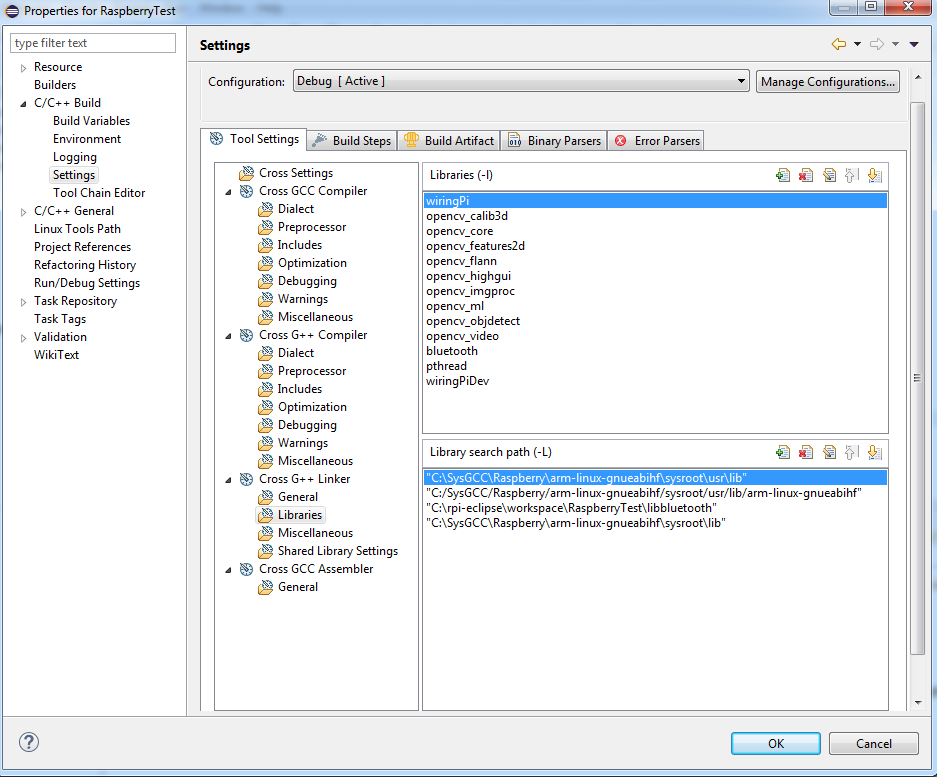 Properties for RaspberryTest
type filter text
Resource
Builders
C/C++ Build
Build Variables
Environment
Logging
Settings
Tool Chain Editor
C/C++ General
Linux Tools Path
Project References
Refactoring History
Run/Debug Settings
Task Repository
Task Tags
Validation
WikiText
Settings
Configuration: Debug [ Active ] Manage Configurations...
Tool Settings Build Steps Build Artifact Binary Parsers Error Parsers
Cross Settings
Cross GCC Compiler
Dialect
Preprocessor
Includes
Optimization
Debugging
Warnings
Miscellaneous
Cross G++ Compiler
Dialect
Preprocessor
Includes
Optimization
Debugging
Warnings
Miscellaneous
Cross G++ Linker
General
Libraries
Miscellaneous
Shared Library Settings
Cross GCC Assembler
General
Libraries (-l)
wiringPi
opencv_calib3d
opencv_core
opencv_features2d
opencv_flann
opencv_highgui
opencv_imgproc
opencv_ml
opencv_objdetect
opencv_video
bluetooth
pthread
wiringPiDev
Library search path (-L)
"C:\SysGCC\Raspberry\arm-linux-gnueabihf\sysroot\usr\lib"
"C:/SysGCC/Raspberry/arm-linux-gnueabihf/sysroot/usr/lib/arm-linux-gnueabihf"
"C:\rpi-eclipse\workspace\RaspberryTest\libbluetooth"
"C:\SysGCC\Raspberry\arm-linux-gnueabihf\sysroot\lib"
OK Cancel